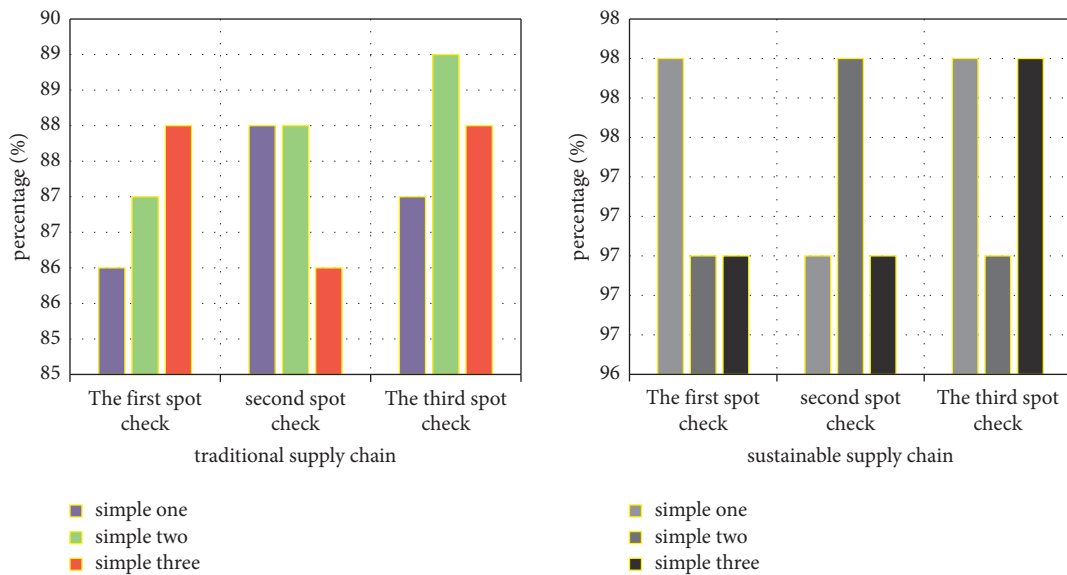 90
89
89
88
88
87
87
86
86
85
85
percentage (%)
The first spot
check
second spot
check
The third spot
check
traditional supply chain
simple one
simple two
simple three
98
98
98
98
97
97
97
97
97
96
percentage (%)
The first spot
check
second spot
check
The third spot
check
sustainable supply chain
simple one
simple two
simple three